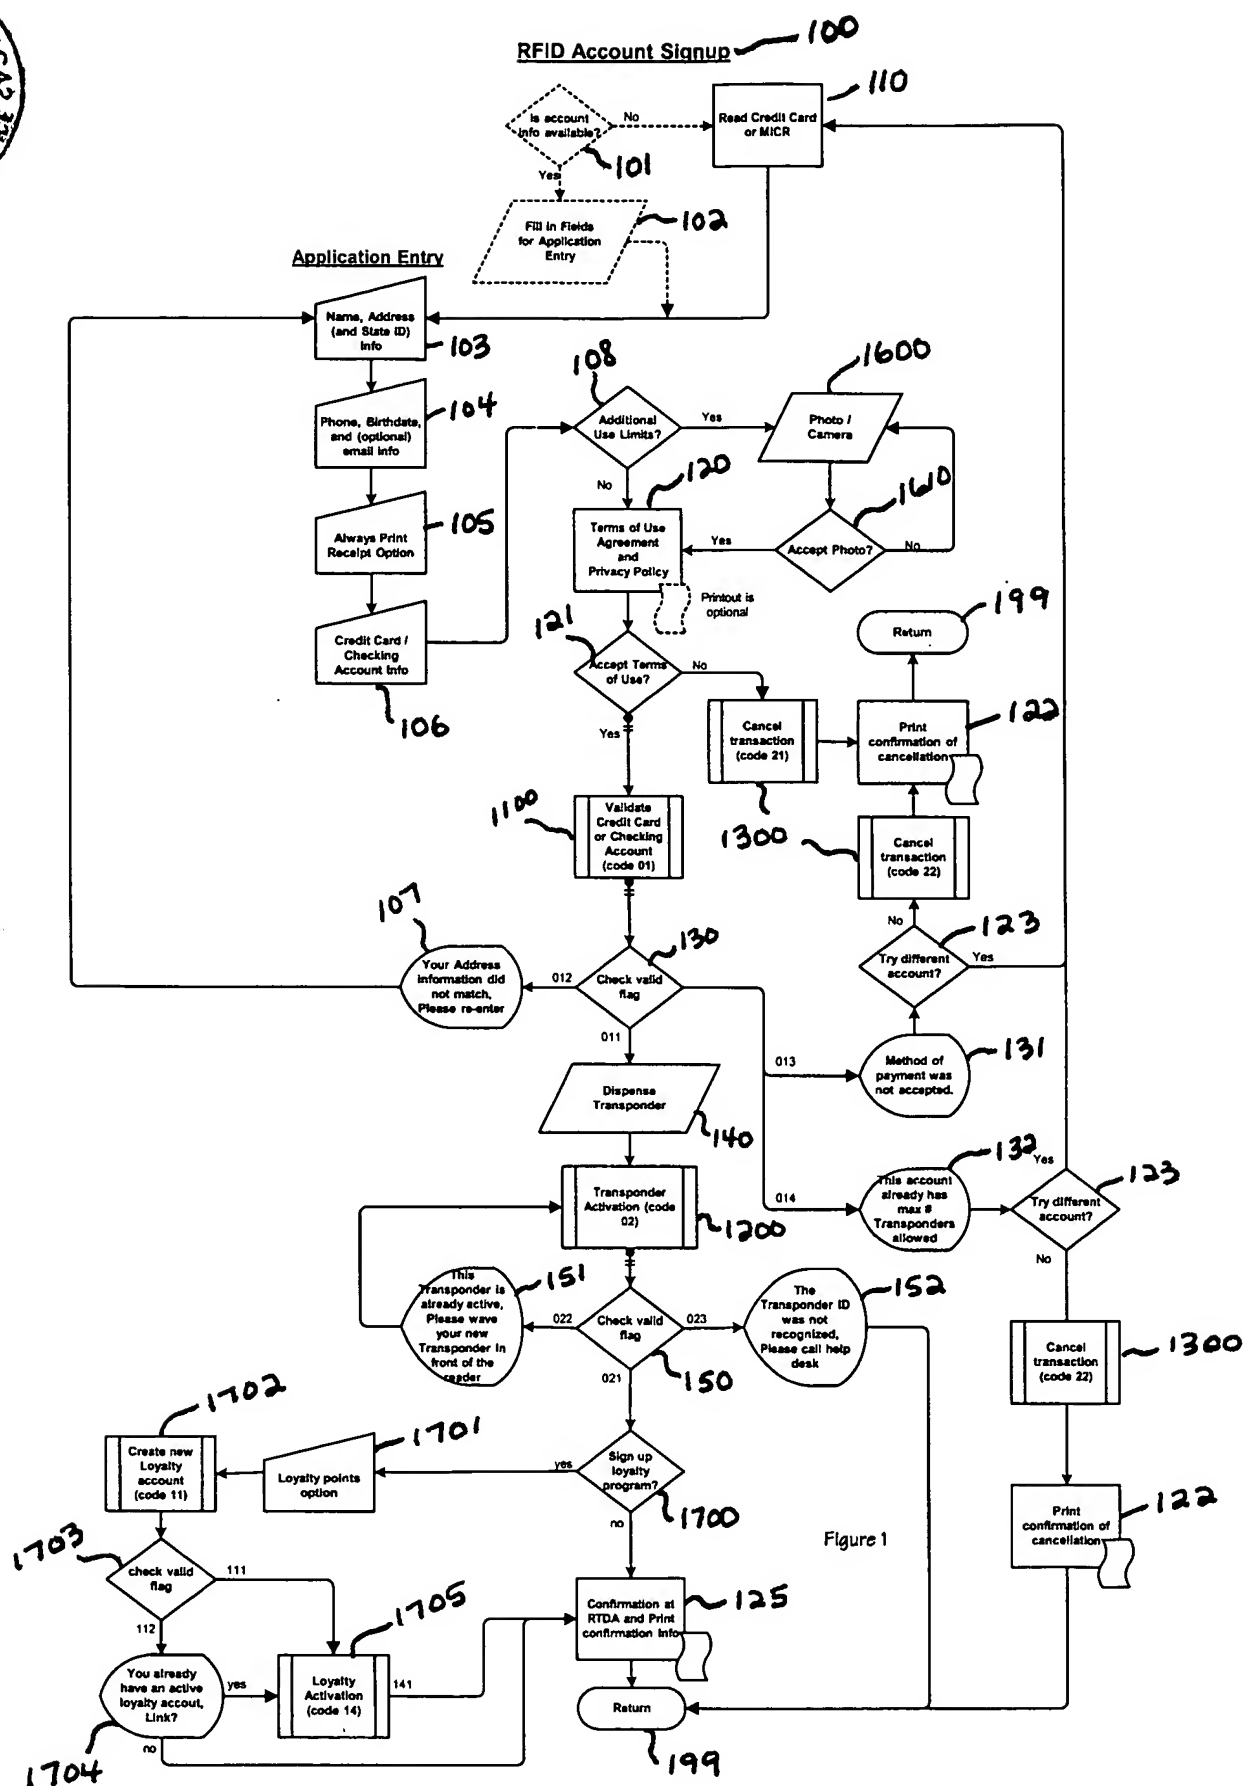 RFID Account Signup
100
Is account
info available?
No
101
Yes
Read Credit Card
or MICR
110
Fill in Fields
for Application
Entry
102
Application Entry
Name, Address
(and State ID)
Info
103
Phone, Birthdate,
and (optional)
email info
104
Always Print
Receipt Option
105
Credit Card /
Checking
Account Info
106
108
Additional
Use Limits?
Yes
No
1600
Photo /
Camera
1610
Accept Photo?
No
Yes
120
Terms of Use
Agreement
and
Privacy Policy
Printout is
optional
121
Accept Terms
of Use?
No
Yes
Cancel
transaction
(code 21)
1300
199
Return
122
Print
confirmation of
cancellation
Cancel
transaction
(code 22)
No
123
Try different
account?
Yes
1100
Validate
Credit Card
or Checking
Account
(code 01)
107
Your Address
information did
not match,
Please re-enter
012
130
Check valid
flag
011
013
Method of
payment was
not accepted.
131
Dispense
Transponder
140
014
132
This account
already has
max #
Transponders
allowed
Yes
123
Try different
account?
No
Transponder
Activation (code
02)
1200
This
Transponder is
already active,
Please wave
your new
Transponder in
front of the
reader
151
022
Check valid
flag
150
023
021
The
Transponder ID
was not
recognized,
Please call help
desk
152
Cancel
transaction
(code 22)
1300
1702
Create new
Loyalty
account
(code 11)
1701
Loyalty points
option
yes
Sign up
loyalty
program?
1700
no
Figure 1
Print
confirmation of
cancellation
122
1703
check valid
flag
111
112
1705
Confirmation at
RTDA and Print
confirmation Info
125
You already
have an active
loyalty accout,
Link?
yes
no
1704
Loyalty
Activation
(code 14)
141
Return
199